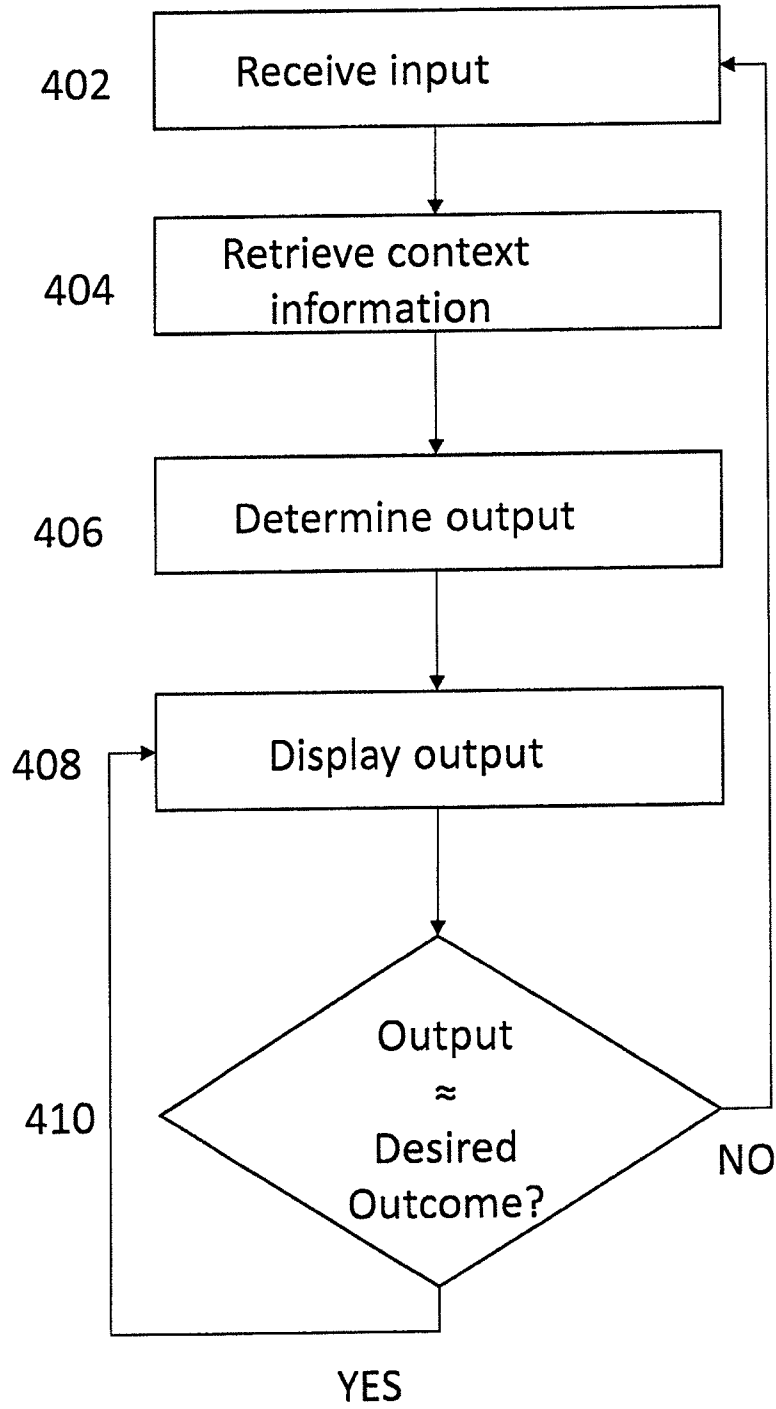 402
Receive input
404
Retrieve context
information
406
Determine output
408
Display output
410
Output
≈
Desired
Outcome?
NO
YES